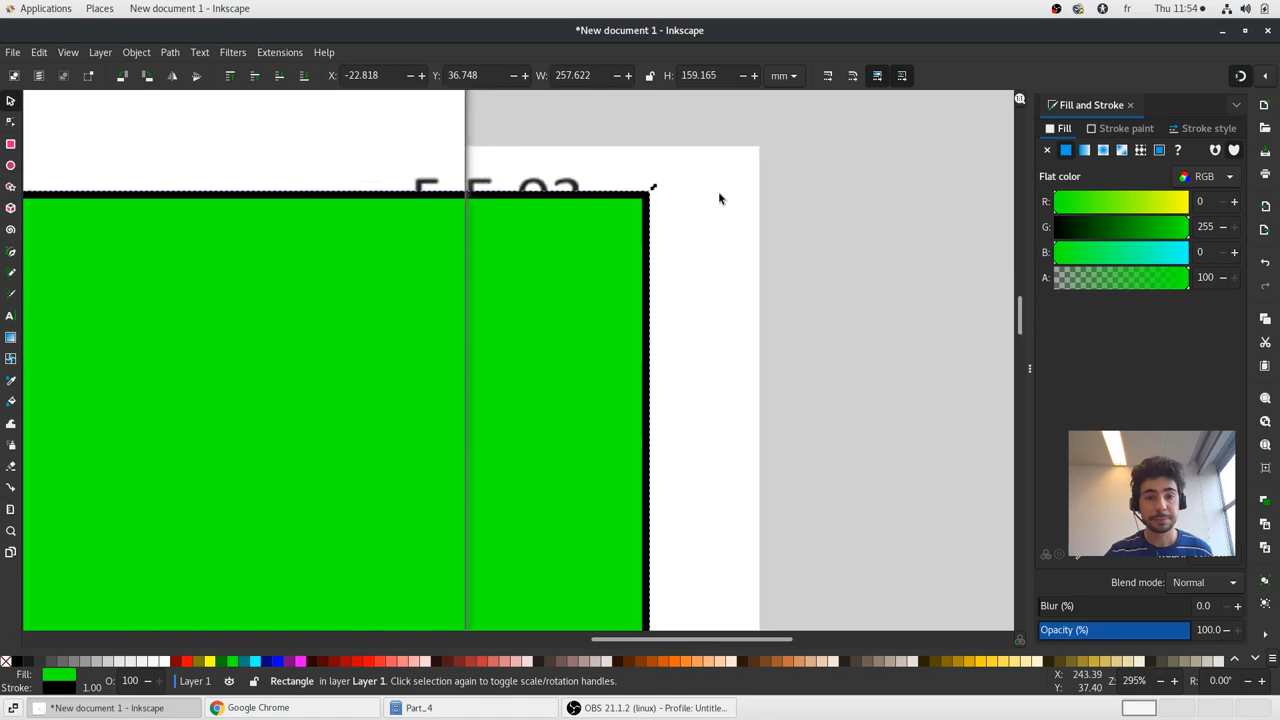 Applications Places New document 1 - Inkscape fr Thu 11:54
*New document 1 - Inkscape
File Edit View Layer Object Path Text Filters Extensions Help
X: -22.818 Y: 36.748 W: 257.622 H: 159.165 mm
Fill and Stroke
Fill Stroke paint Stroke style
Flat color RGB
R: 0
G: 255
B: 0
A: 100
Blend mode: Normal
Blur (%) 0.0
Opacity (%) 100.0
Fill:
Stroke: 1.00
O: 100
Layer 1
Rectangle in layer Layer 1. Click selection again to toggle scale/rotation handles.
X: 243.39
Y: 37.40
Z: 295% R: 0.00°
*New document 1 - Inkscape Google Chrome Part_4 OBS 21.1.2 (linux) - Profile: Untitle...